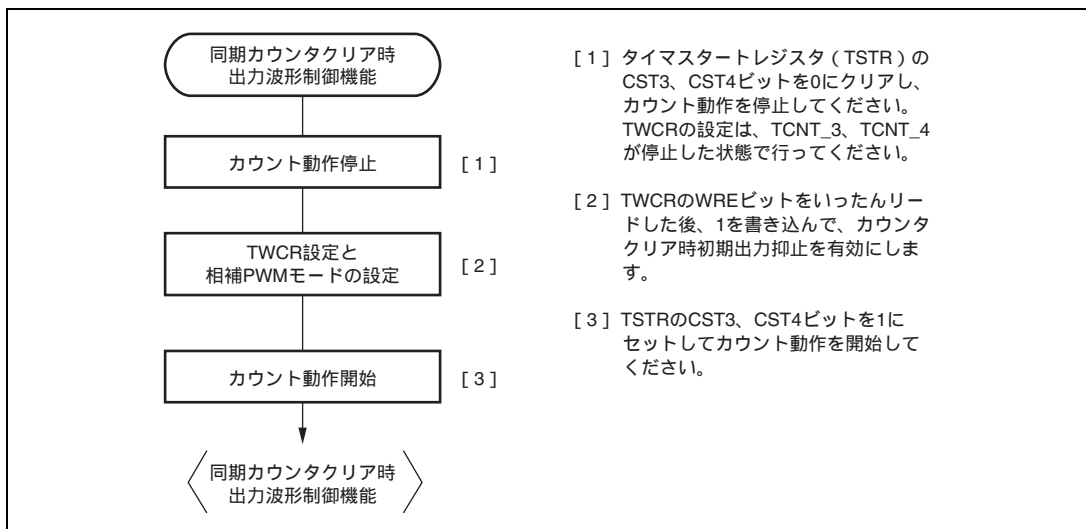 同期カウンタクリア時
出力波形制御機能
カウント動作停止
[1]
TWCR設定と
相補PWMモードの設定
[2]
カウント動作開始
[3]
同期カウンタクリア時
出力波形制御機能
[1] タイマスタートレジスタ(TSTR)の
CST3、CST4ビットを0にクリアし、
カウント動作を停止してください。
TWCRの設定は、TCNT_3、TCNT_4
が停止した状態で行ってください。
[2] TWCRのWREビットをいったんリー
ドした後、1を書き込んで、カウンタ
クリア時初期出力抑止を有効にしま
す。
[3] TSTRのCST3、CST4ビットを1に
セットしてカウント動作を開始して
ください。